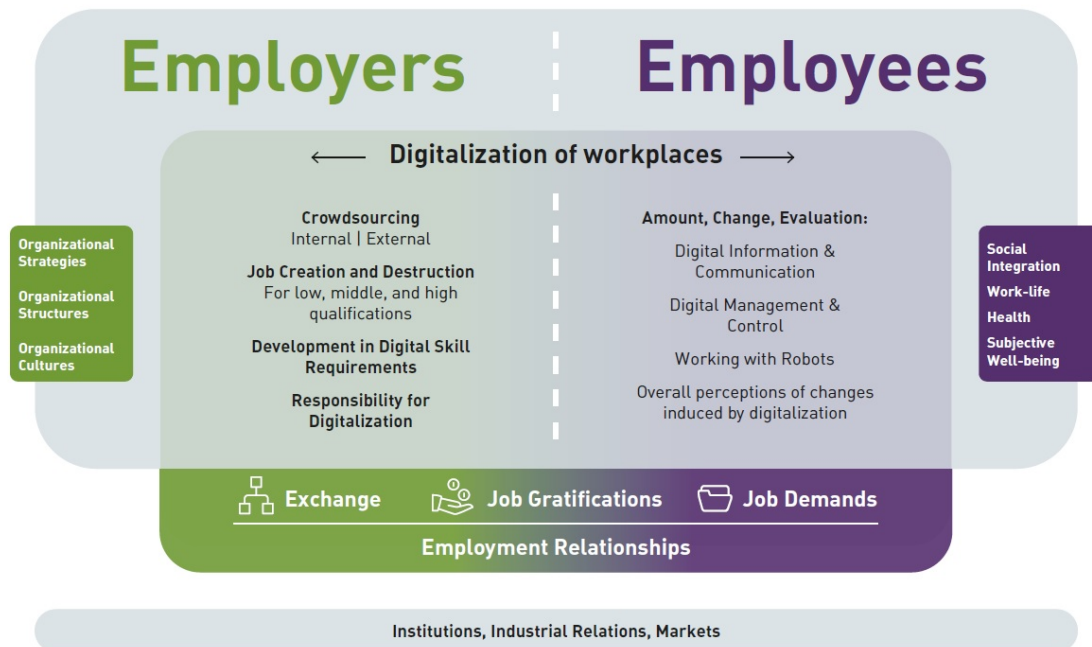 Employers
Employees
Digitalization of workplaces
Organizational
Strategies
Organizational
Structures
Organizational
Cultures
Crowdsourcing
Internal | External
Job Creation and Destruction
For low, middle, and high
qualifications
Development in Digital Skill
Requirements
Responsibility for
Digitalization
Amount, Change, Evaluation:
Digital Information &
Communication
Digital Management &
Control
Working with Robots
Overall perceptions of changes
induced by digitalization
Social
Integration
Work-life
Health
Subjective
Well-being
Exchange
Job Gratifications
Job Demands
Employment Relationships
Institutions, Industrial Relations, Markets